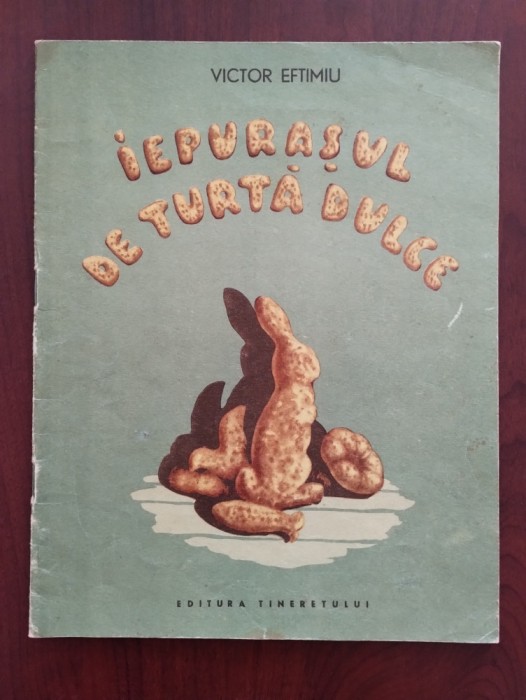 VICTOR EFTIMIU
iEPURAȘUL
DE TURTĂ DULCE
EDITURA TINERETULUI